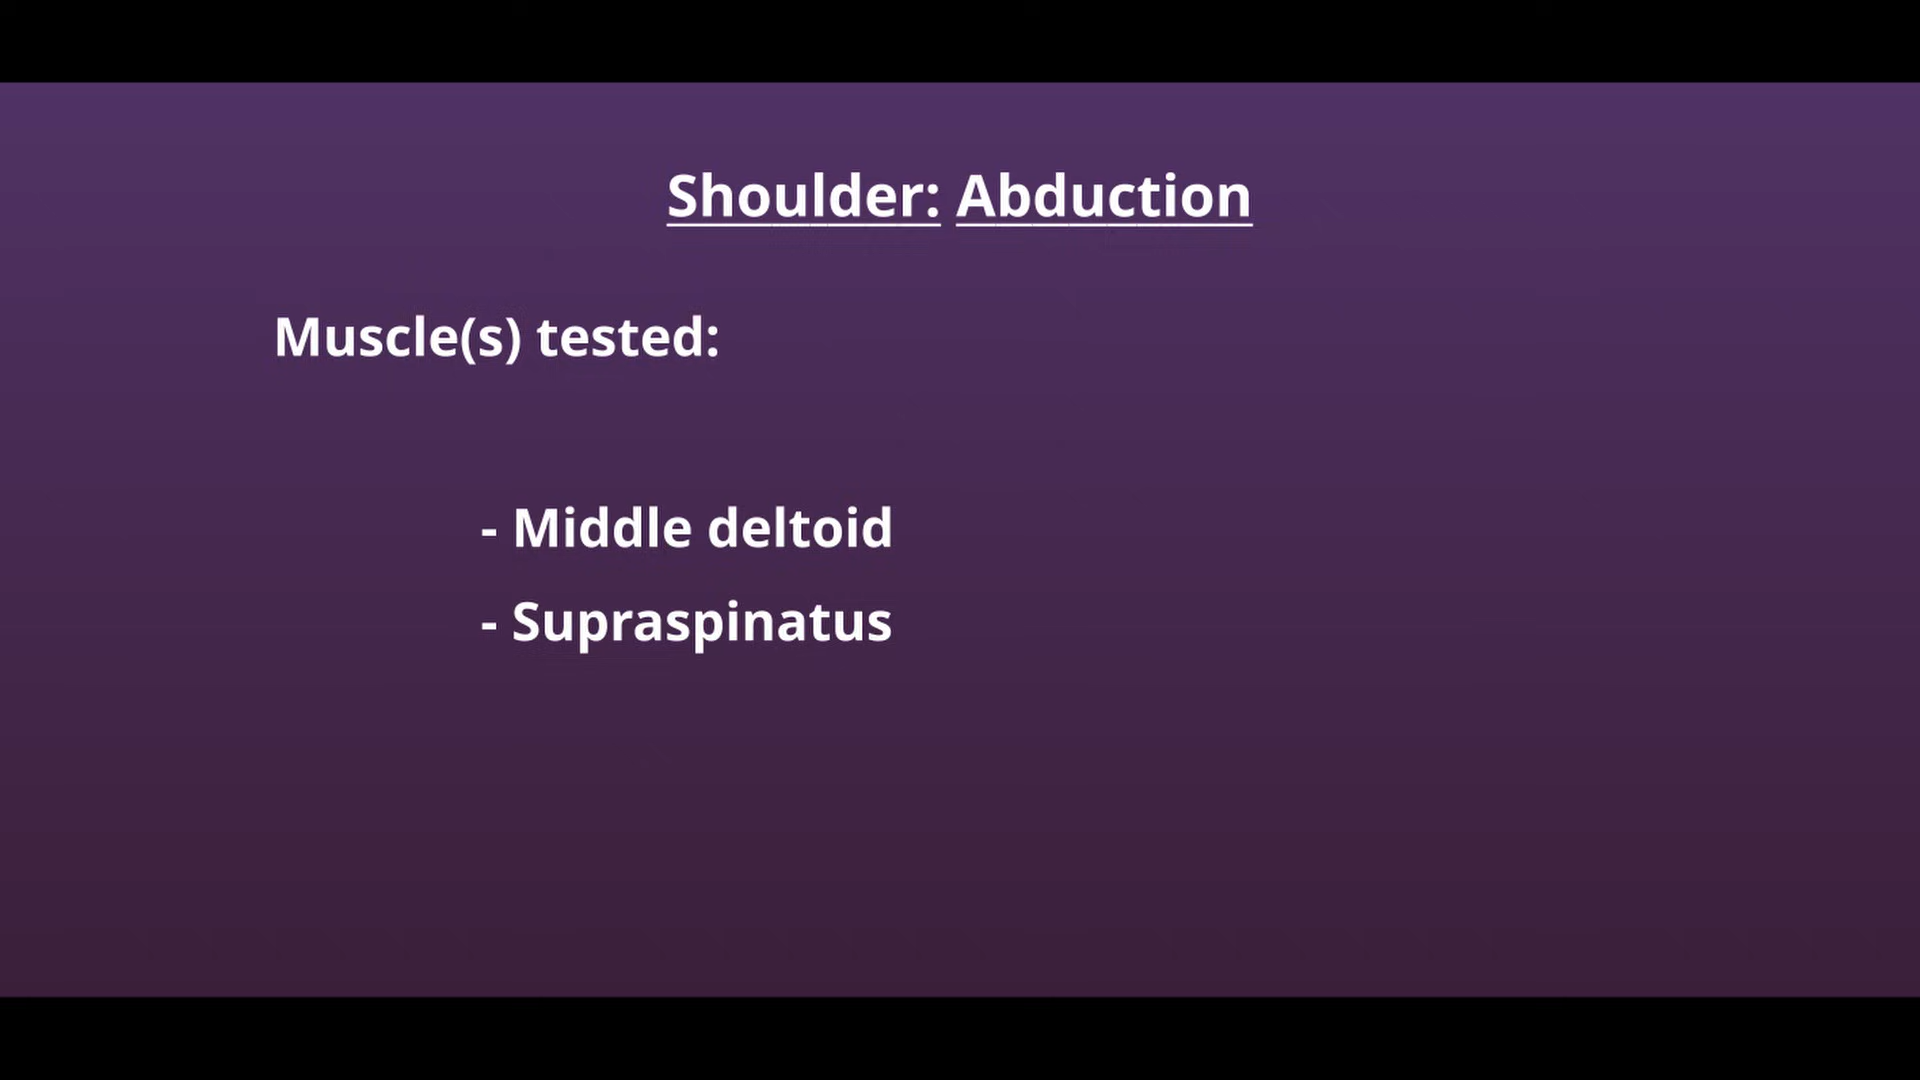 Shoulder: Abduction
Muscle(s) tested:
- Middle deltoid
- Supraspinatus